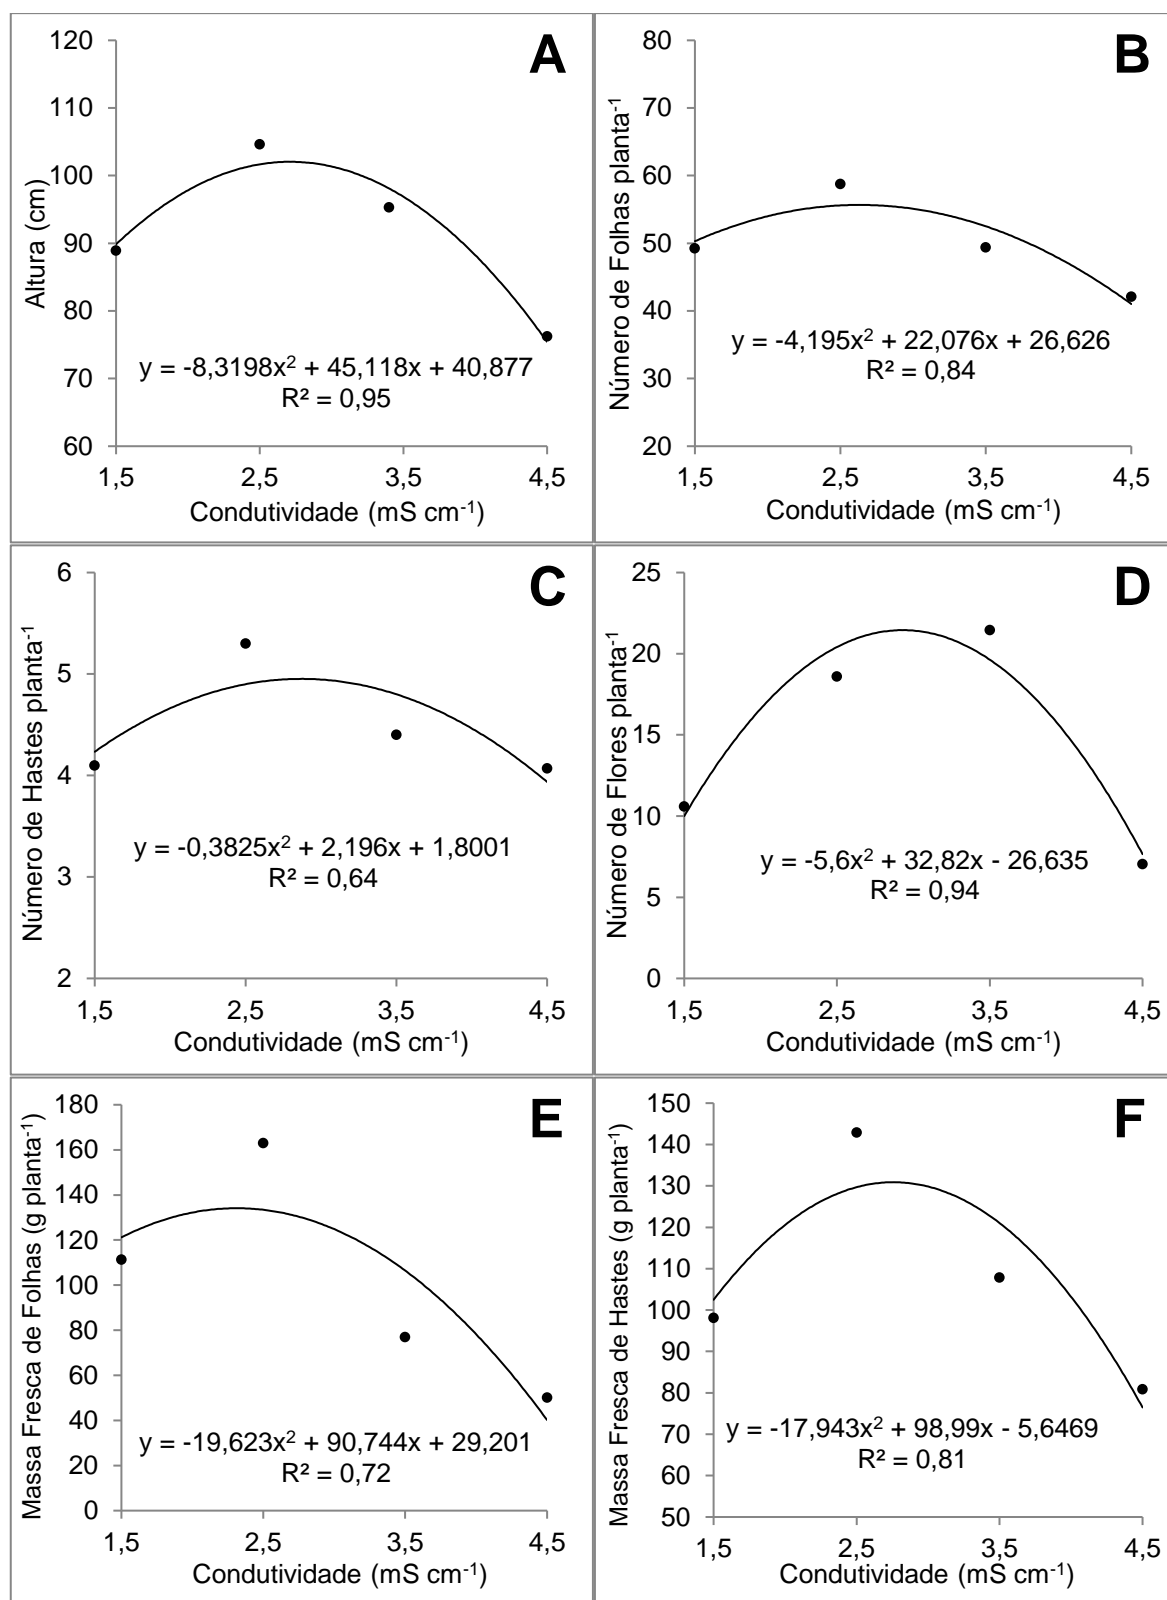 A
120
110
100
90
80
70
60
Altura (cm)
y = -8,3198x² + 45,118x + 40,877
R² = 0,95
1,5 2,5 3,5 4,5
Condutividade (mS cm⁻¹)
B
80
70
60
50
40
30
20
Número de Folhas planta⁻¹
y = -4,195x² + 22,076x + 26,626
R² = 0,84
1,5 2,5 3,5 4,5
Condutividade (mS cm⁻¹)
C
6
5
4
3
2
Número de Hastes planta⁻¹
y = -0,3825x² + 2,196x + 1,8001
R² = 0,64
1,5 2,5 3,5 4,5
Condutividade (mS cm⁻¹)
D
25
20
15
10
5
0
Número de Flores planta⁻¹
y = -5,6x² + 32,82x - 26,635
R² = 0,94
1,5 2,5 3,5 4,5
Condutividade (mS cm⁻¹)
E
180
160
140
120
100
80
60
40
20
0
Massa Fresca de Folhas (g planta⁻¹)
y = -19,623x² + 90,744x + 29,201
R² = 0,72
1,5 2,5 3,5 4,5
Condutividade (mS cm⁻¹)
F
150
140
130
120
110
100
90
80
70
60
50
Massa Fresca de Hastes (g planta⁻¹)
y = -17,943x² + 98,99x - 5,6469
R² = 0,81
1,5 2,5 3,5 4,5
Condutividade (mS cm⁻¹)